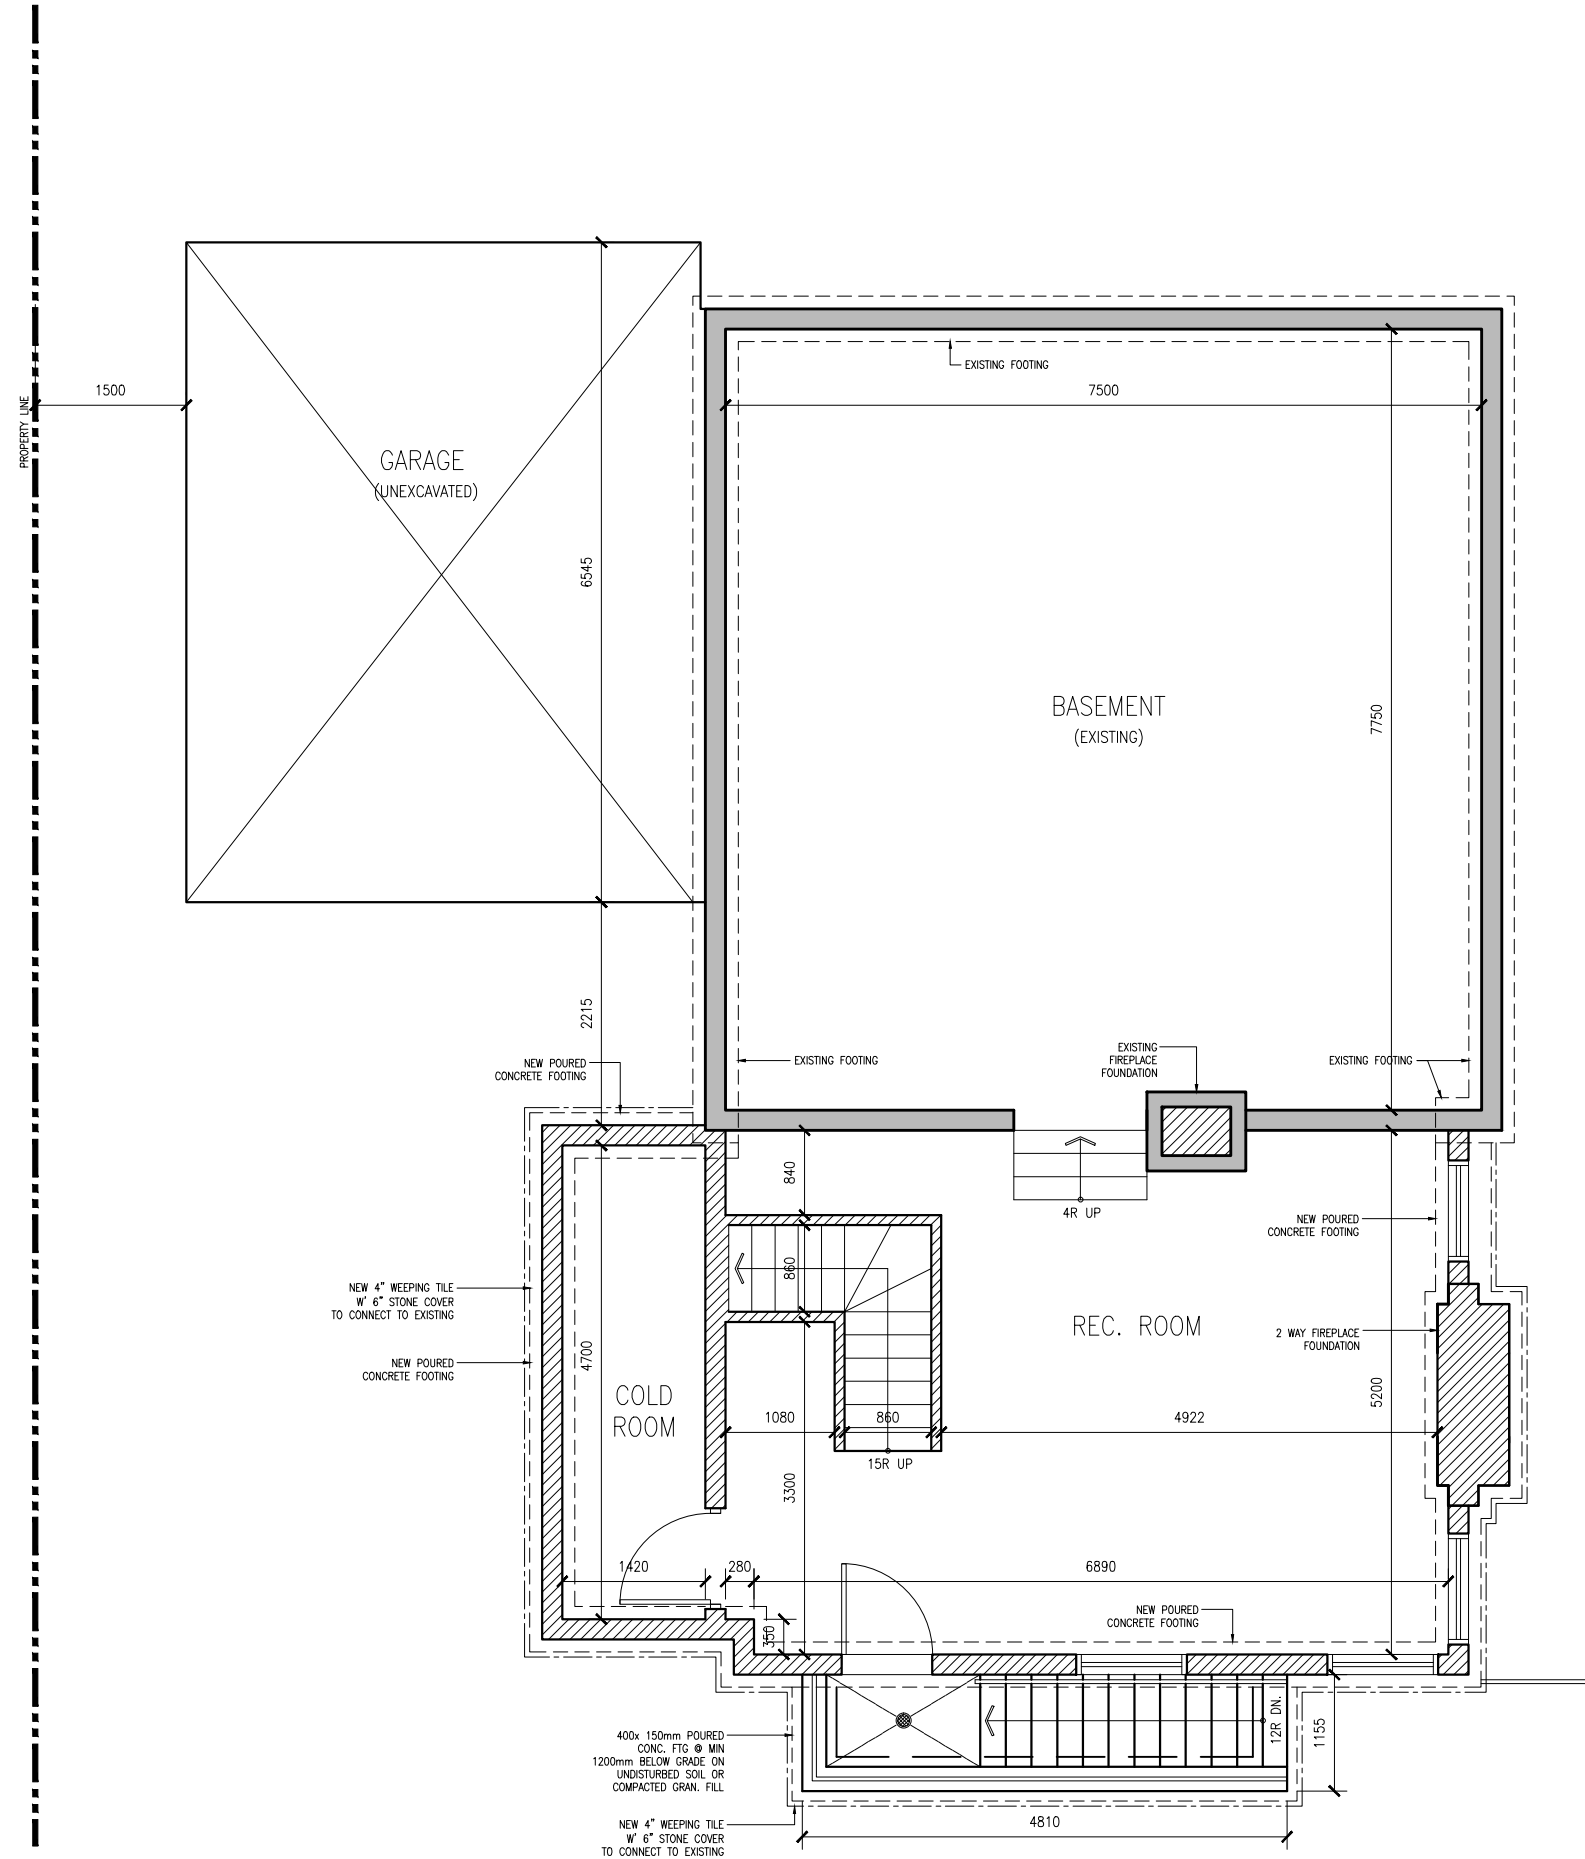 PROPERTY LINE
1500
GARAGE
(UNEXCAVATED)
6545
2215
EXISTING FOOTING
7500
BASEMENT
(EXISTING)
7750
EXISTING FOOTING
EXISTING
FIREPLACE
FOUNDATION
EXISTING FOOTING
NEW POURED
CONCRETE FOOTING
840
4R UP
NEW POURED
CONCRETE FOOTING
860
NEW 4" WEEPING TILE
W' 6" STONE COVER
TO CONNECT TO EXISTING
REC. ROOM
2 WAY FIREPLACE
FOUNDATION
NEW POURED
CONCRETE FOOTING
4700
COLD
ROOM
1080
860
4922
5200
15R UP
3300
1420
280
6890
350
NEW POURED
CONCRETE FOOTING
400x 150mm POURED
CONC. FTG @ MIN
1200mm BELOW GRADE ON
UNDISTURBED SOIL OR
COMPACTED GRAN. FILL
12R DN.
1155
NEW 4" WEEPING TILE
W' 6" STONE COVER
TO CONNECT TO EXISTING
4810